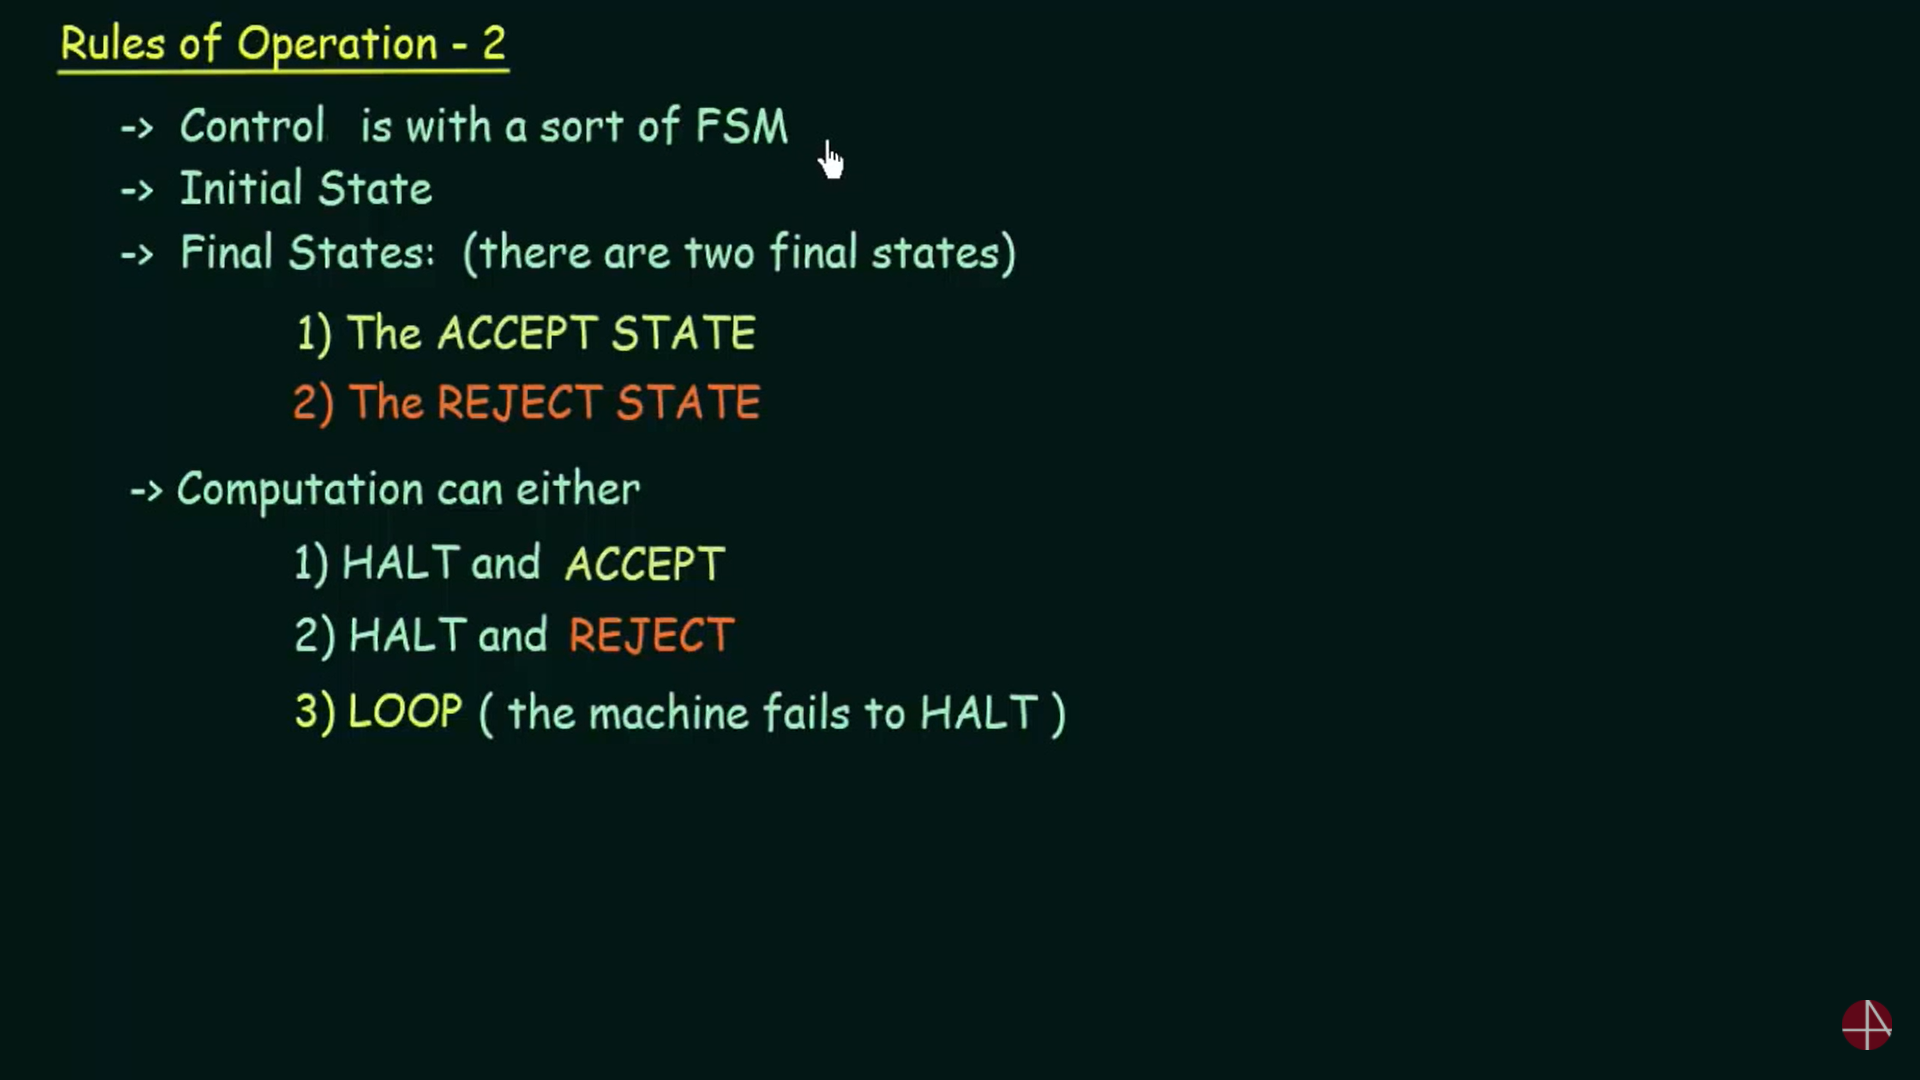 Rules of Operation - 2
-> Control is with a sort of FSM
-> Initial State
-> Final States: (there are two final states)
1) The ACCEPT STATE
2) The REJECT STATE
-> Computation can either
1) HALT and ACCEPT
2) HALT and REJECT
3) LOOP ( the machine fails to HALT )